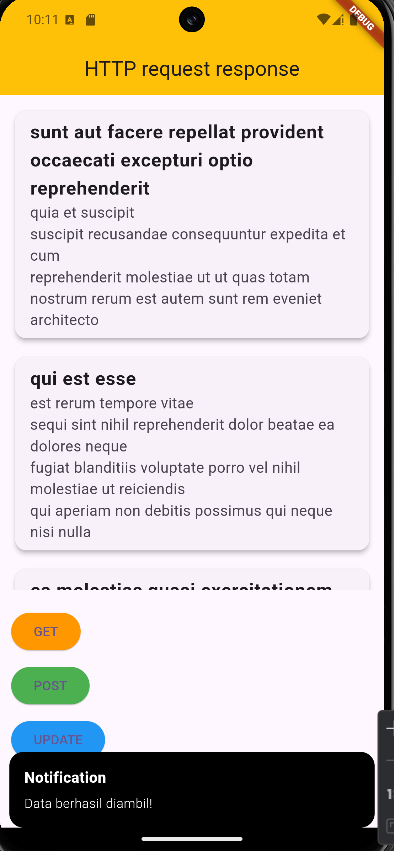 10:11
DEBUG
HTTP request response
sunt aut facere repellat provident
occaecati excepturi optio
reprehenderit
quia et suscipit
suscipit recusandae consequuntur expedita et
cum
reprehenderit molestiae ut ut quas totam
nostrum rerum est autem sunt rem eveniet
architecto
qui est esse
est rerum tempore vitae
sequi sint nihil reprehenderit dolor beatae ea
dolores neque
fugiat blanditiis voluptate porro vel nihil
molestiae ut reiciendis
qui aperiam non debitis possimus qui neque
nisi nulla
ea molestias quasi exercitationem
GET
POST
UPDATE
Notification
Data berhasil diambil!